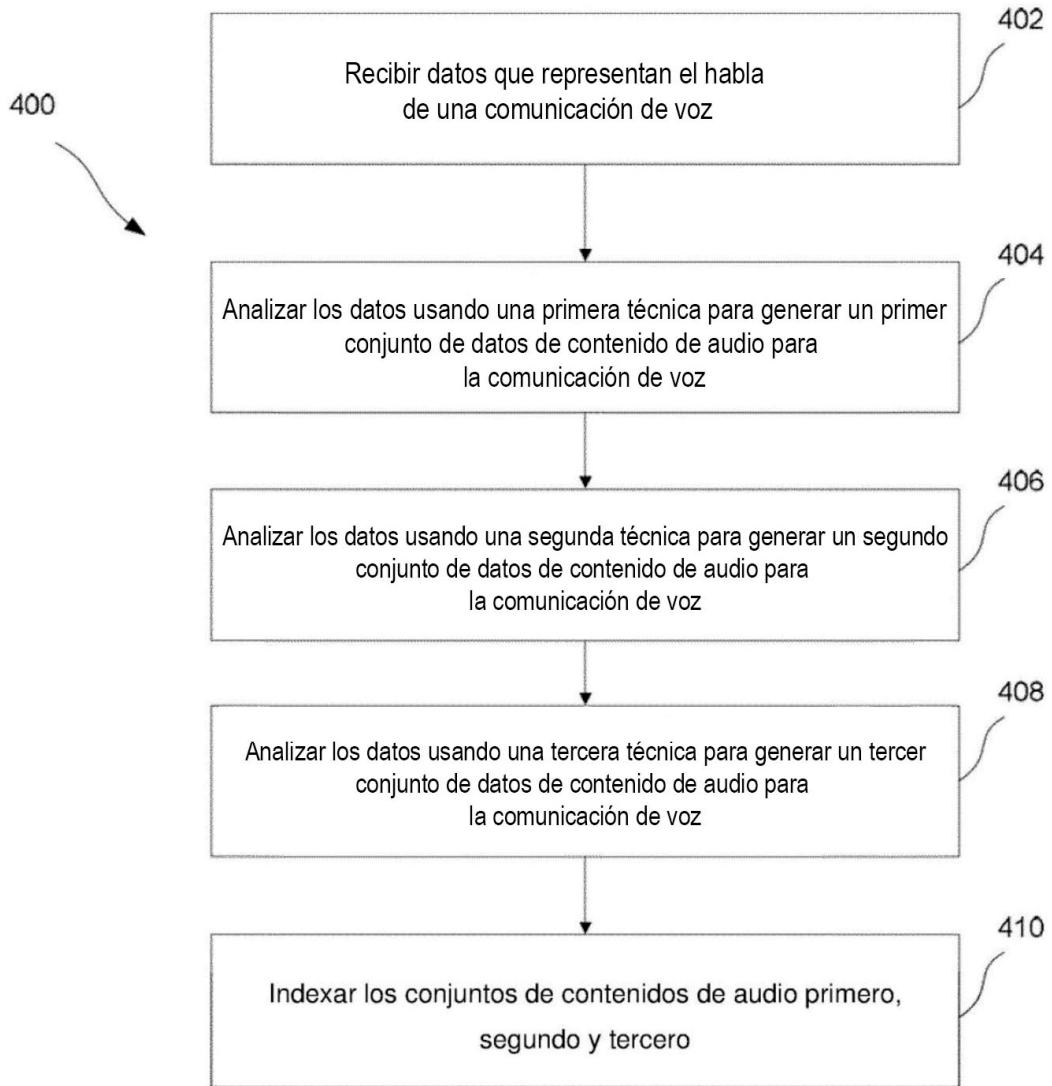 402
Recibir datos que representan el habla
de una comunicación de voz
400
404
Analizar los datos usando una primera técnica para generar un primer
conjunto de datos de contenido de audio para
la comunicación de voz
406
Analizar los datos usando una segunda técnica para generar un segundo
conjunto de datos de contenido de audio para
la comunicación de voz
408
Analizar los datos usando una tercera técnica para generar un tercer
conjunto de datos de contenido de audio para
la comunicación de voz
410
Indexar los conjuntos de contenidos de audio primero,
segundo y tercero